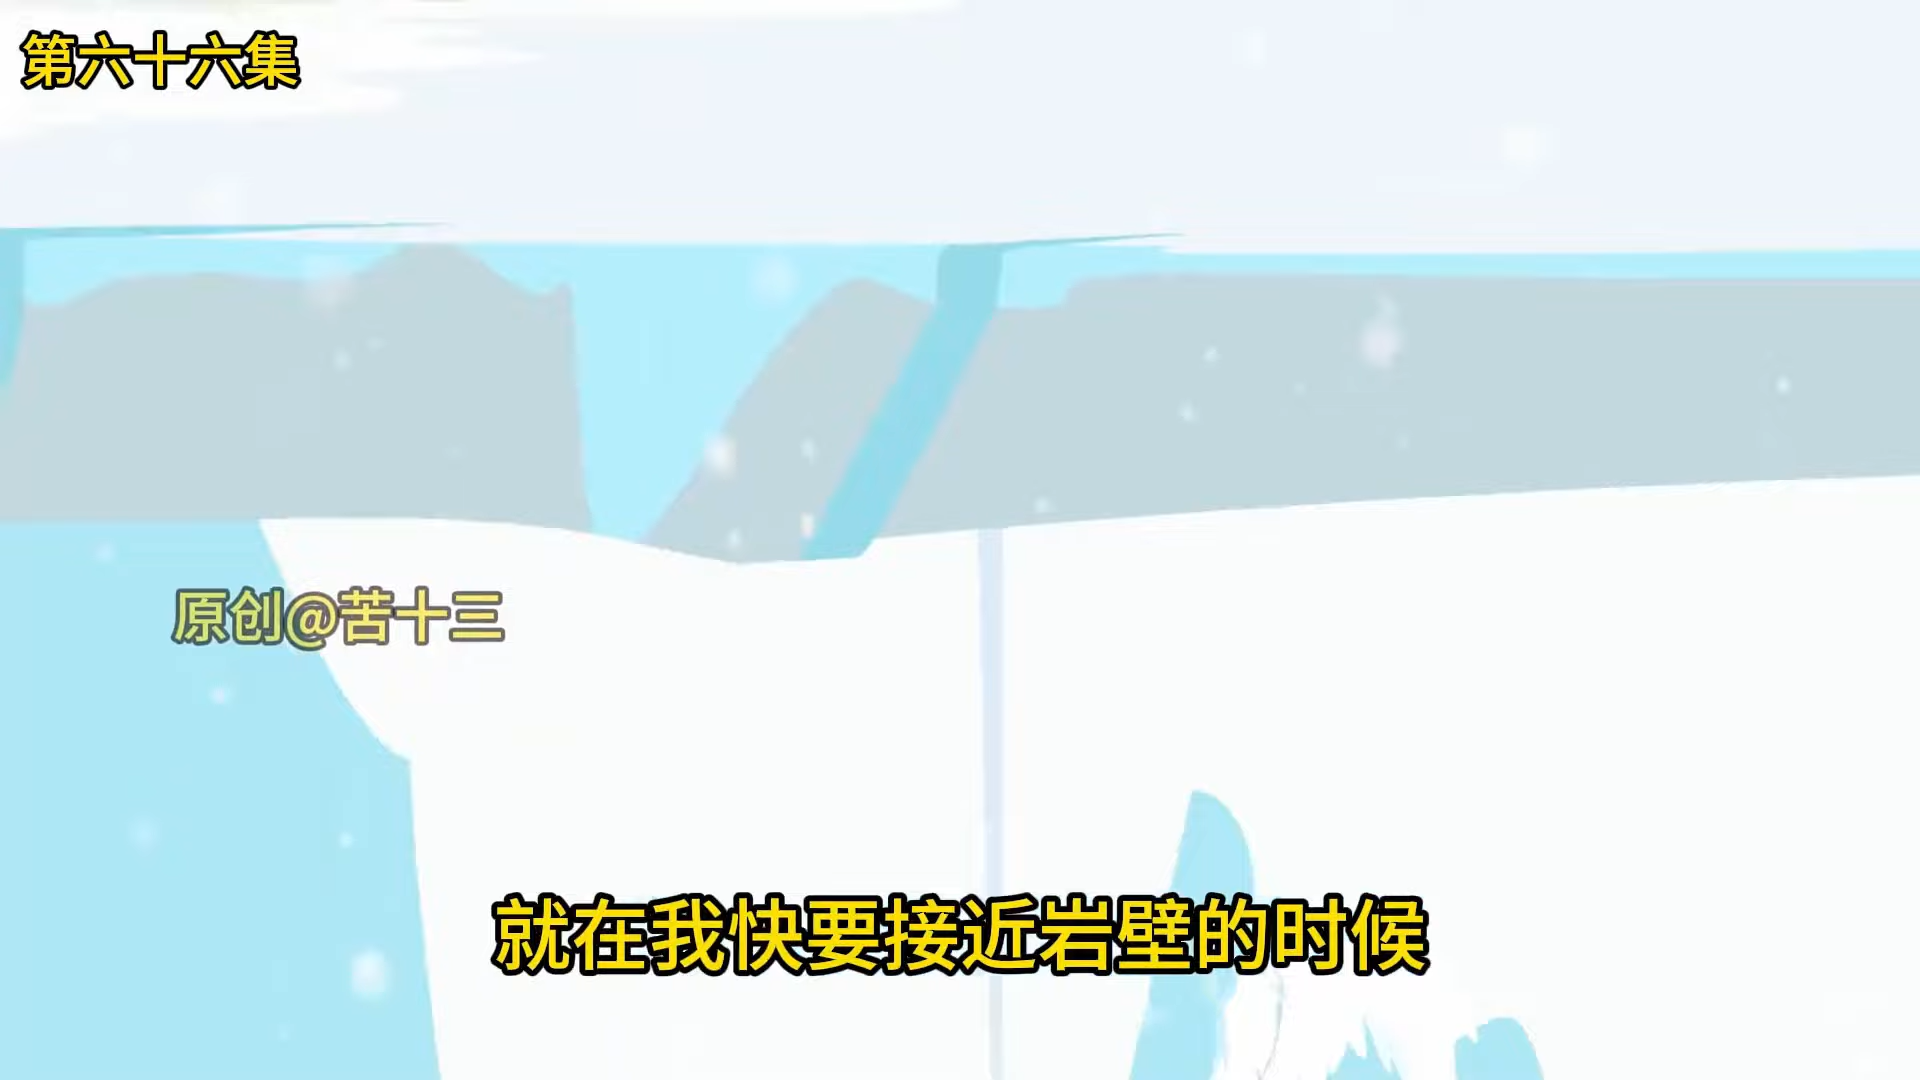 第六十六集
原创@苦十三
就在我快要接近岩壁的时候